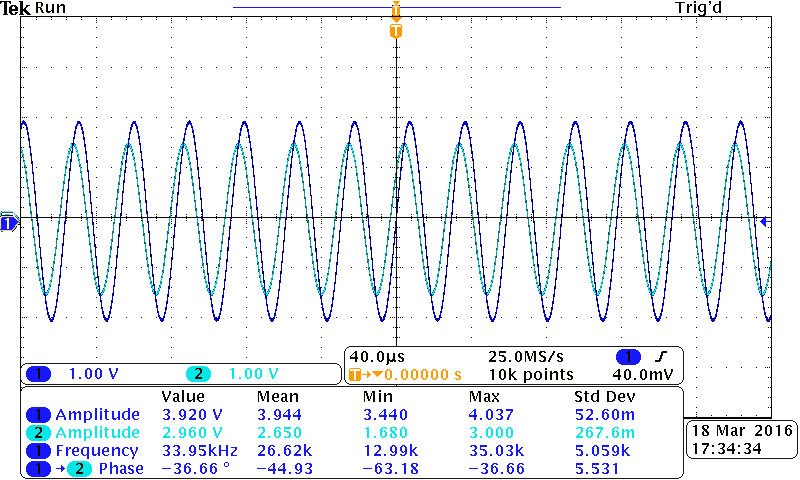 Tek Run Trig'd
T
T
1
1 1.00 V 2 1.00 V
40.0µs 25.0MS/s 1
T→▼0.00000 s 10k points 40.0mV
Value Mean Min Max Std Dev
1 Amplitude 3.920 V 3.944 3.440 4.037 52.60m
2 Amplitude 2.960 V 2.650 1.680 3.000 267.6m
1 Frequency 33.95kHz 26.62k 12.99k 35.03k 5.059k
1 → 2 Phase −36.66 ° −44.93 −63.18 −36.66 5.531
18 Mar 2016
17:34:34